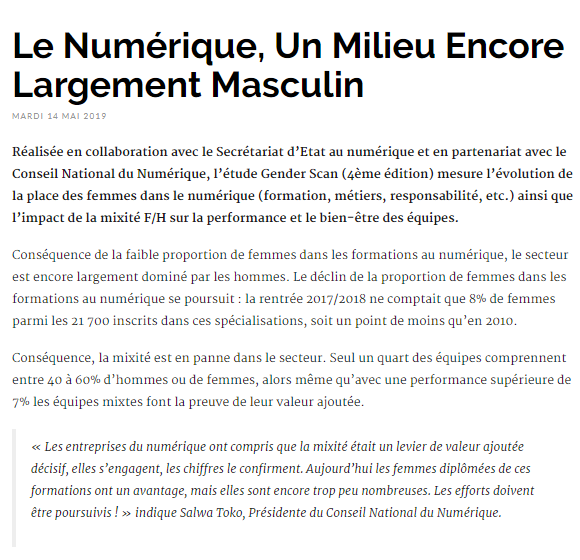 Le Numérique, Un Milieu Encore
Largement Masculin
MARDI 14 MAI 2019
Réalisée en collaboration avec le Secrétariat d'Etat au numérique et en partenariat avec le
Conseil National du Numérique, l'étude Gender Scan (4ème édition) mesure l'évolution de
la place des femmes dans le numérique (formation, métiers, responsabilité, etc.) ainsi que
l'impact de la mixité F/H sur la performance et le bien-être des équipes.
Conséquence de la faible proportion de femmes dans les formations au numérique, le secteur
est encore largement dominé par les hommes. Le déclin de la proportion de femmes dans les
formations au numérique se poursuit : la rentrée 2017/2018 ne comptait que 8% de femmes
parmi les 21 700 inscrits dans ces spécialisations, soit un point de moins qu'en 2010.
Conséquence, la mixité est en panne dans le secteur. Seul un quart des équipes comprennent
entre 40 à 60% d'hommes ou de femmes, alors même qu'avec une performance supérieure de
7% les équipes mixtes font la preuve de leur valeur ajoutée.
« Les entreprises du numérique ont compris que la mixité était un levier de valeur ajoutée
décisif, elles s'engagent, les chiffres le confirment. Aujourd'hui les femmes diplômées de ces
formations ont un avantage, mais elles sont encore trop peu nombreuses. Les efforts doivent
être poursuivis ! » indique Salwa Toko, Présidente du Conseil National du Numérique.